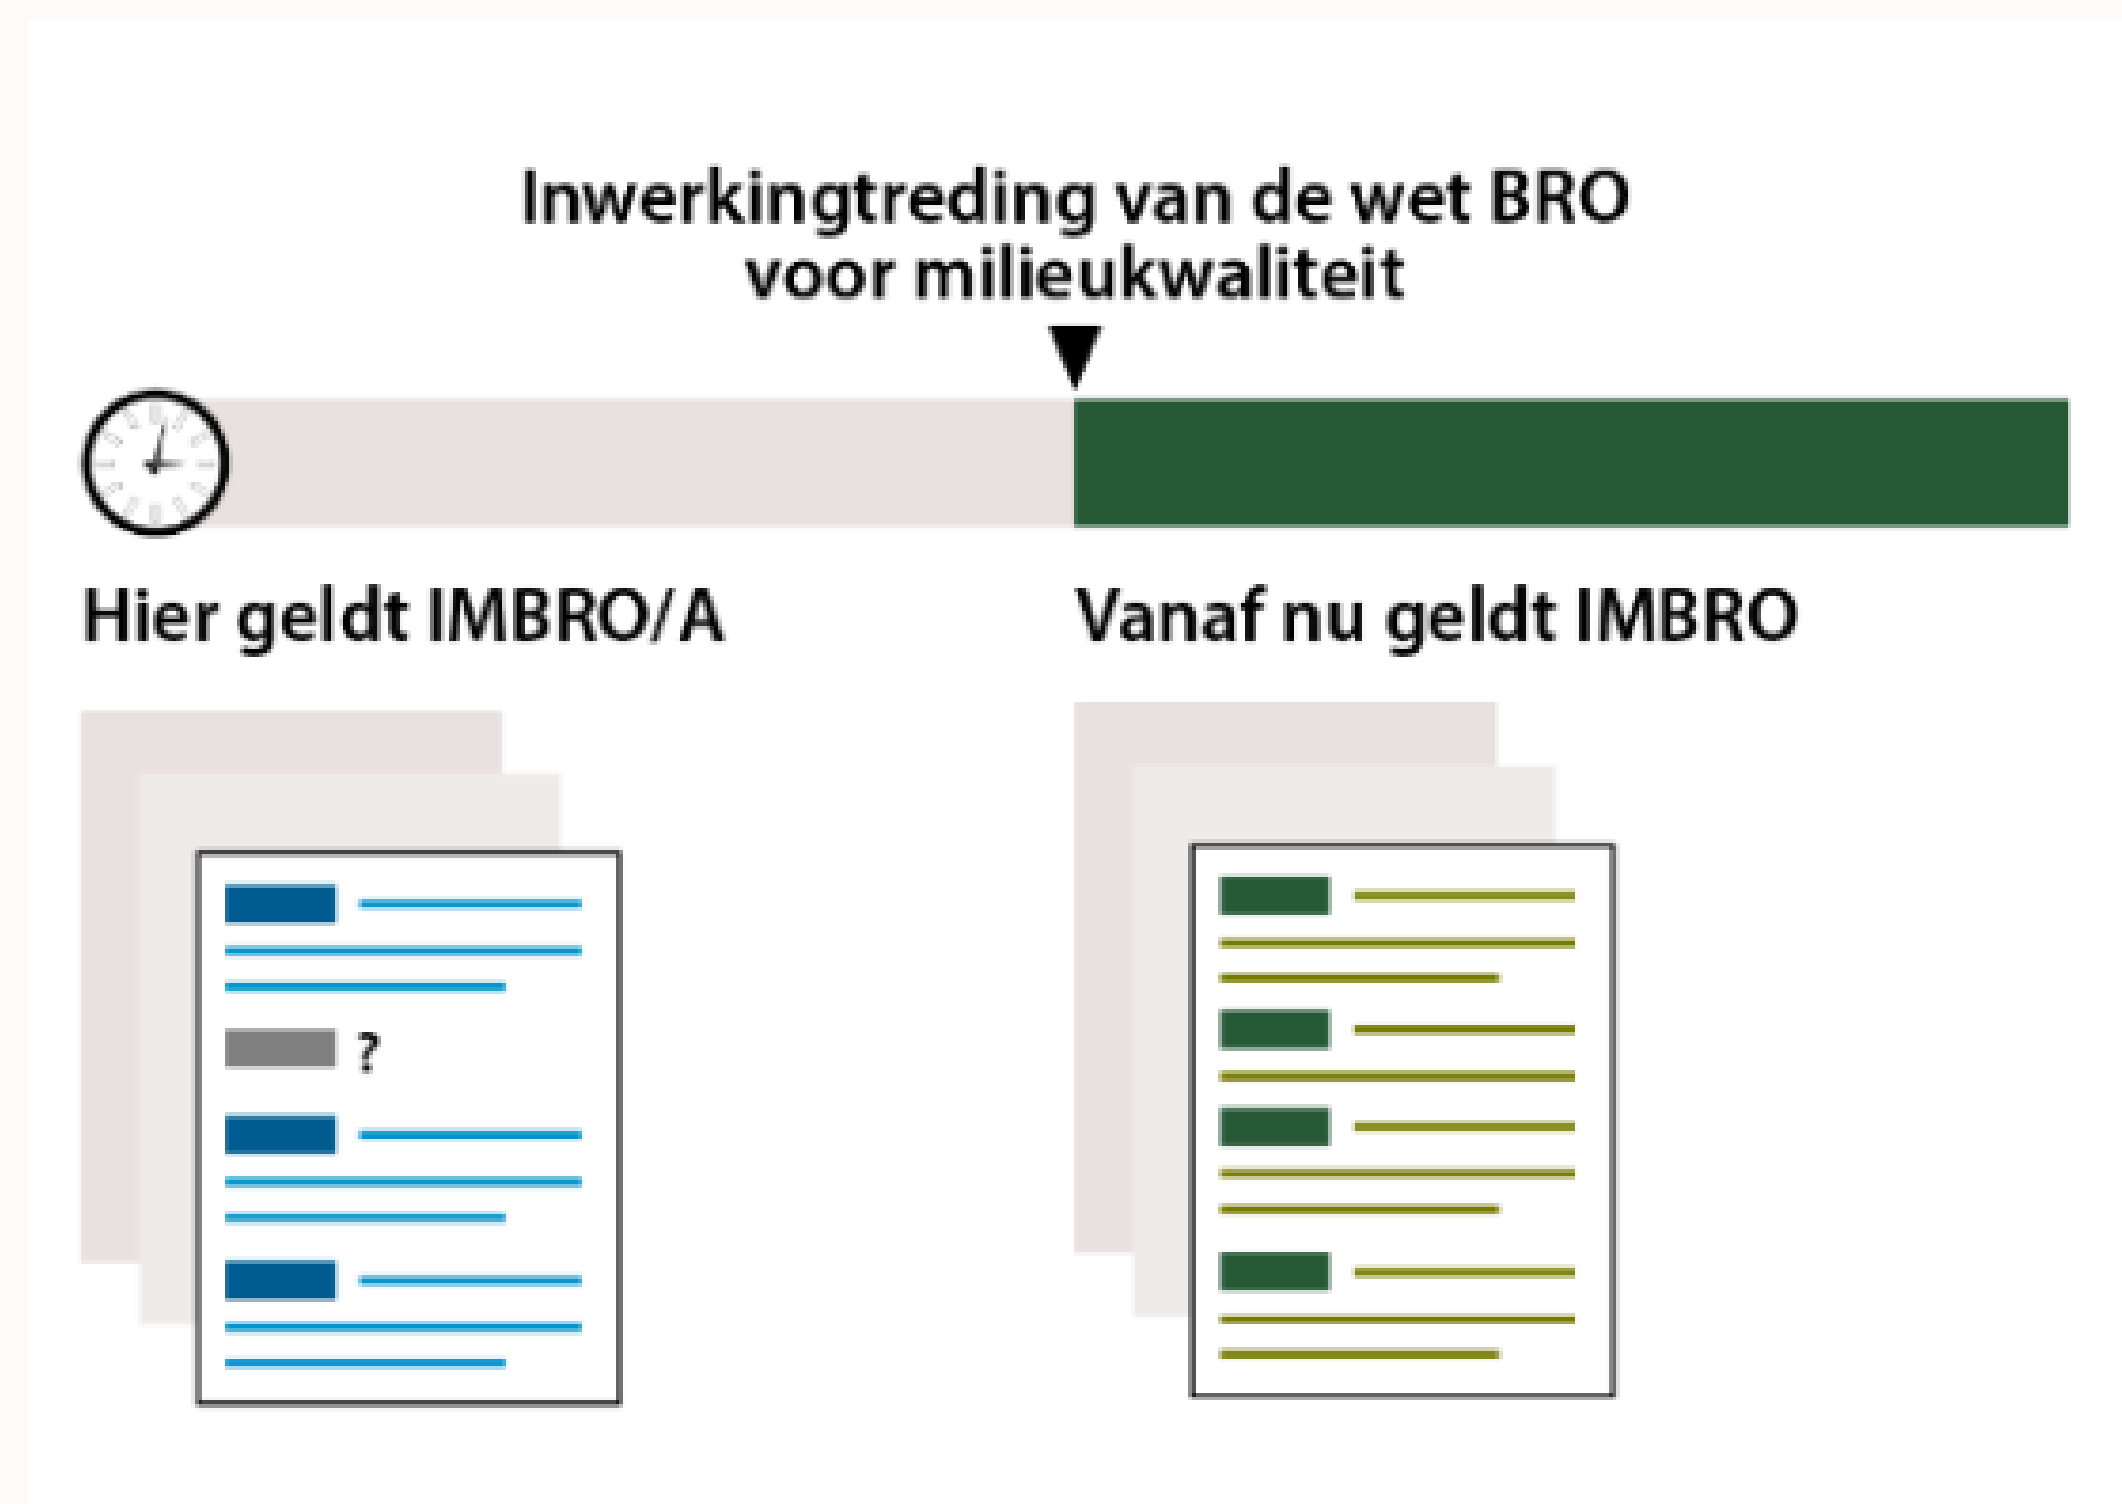 Inwerkingtreding van de wet BRO
voor milieukwaliteit
Hier geldt IMBRO/A
Vanaf nu geldt IMBRO
?